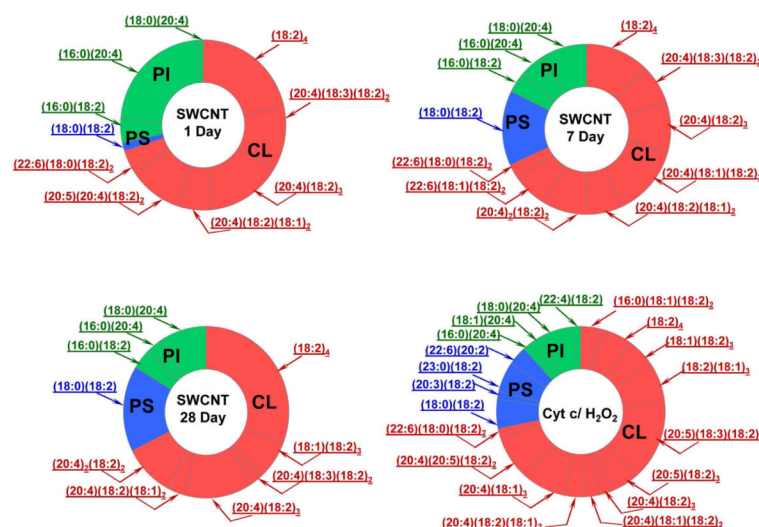 (18:0)(20:4)
(18:2)4
(16:0)(20:4)
PI
(20:4)(18:3)(18:2)2
(16:0)(18:2)
(18:0)(18:2)
PS
SWCNT
1 Day
CL
(22:6)(18:0)(18:2)2
(20:5)(20:4)(18:2)2
(20:4)(18:2)3
(20:4)(18:2)(18:1)2
(18:0)(20:4)
(18:2)4
(16:0)(20:4)
(16:0)(18:2)
PI
(20:4)(18:3)(18:2)2
(18:0)(18:2)
PS
SWCNT
7 Day
(20:4)(18:2)3
CL
(22:6)(18:0)(18:2)2
(22:6)(18:1)(18:2)2
(20:4)(18:1)(18:2)2
(20:4)2(18:2)2
(20:4)(18:2)(18:1)2
(18:0)(20:4)
(16:0)(20:4)
(16:0)(18:2)
PI
(18:2)4
(18:0)(18:2)
PS
SWCNT
28 Day
CL
(18:1)(18:2)3
(20:4)2(18:2)2
(20:4)(18:3)(18:2)2
(20:4)(18:2)(18:1)2
(20:4)(18:2)3
(22:4)(18:2)
(16:0)(18:1)(18:2)2
(18:0)(20:4)
(18:1)(20:4)
(18:2)4
(16:0)(20:4)
(18:1)(18:2)3
(22:6)(20:2)
PI
(23:0)(18:2)
(18:2)(18:1)3
(20:3)(18:2)
PS
(18:0)(18:2)
Cyt c/ H2O2
CL
(22:6)(18:0)(18:2)2
(20:5)(18:3)(18:2)
(20:4)(20:5)(18:2)2
(20:5)(18:2)3
(20:4)(18:1)3
(20:4)(18:2)3
(20:4)(18:2)(18:1)2
(20:4)(18:1)(18:2)2